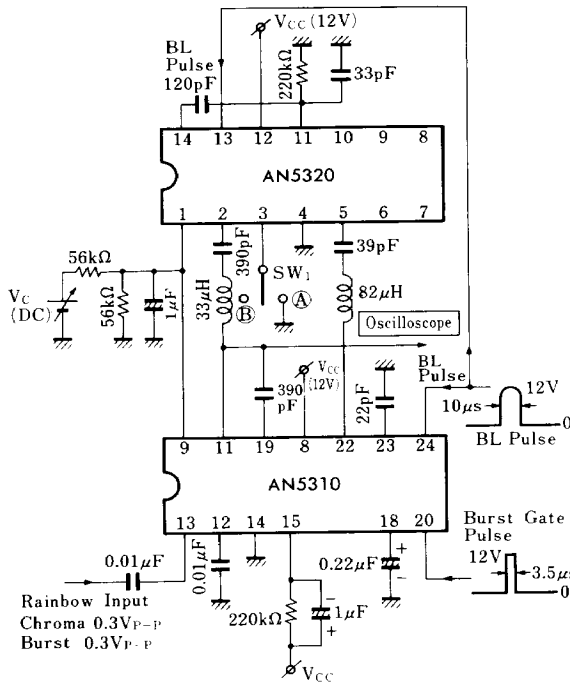 VCC (12V)
BL
Pulse
120pF
220kΩ
33pF
14 13 12 11 10 9 8
AN5320
1 2 3 4 5 6 7
56kΩ
390pF
39pF
SW1
VC
(DC)
56kΩ
1μF
33μH
B
A
82μH
Oscilloscope
390
pF
VCC
(12V)
22pF
BL
Pulse
12V
10μs
0
BL Pulse
9 11 19 8 22 23 24
AN5310
13 12 14 15 18 20
Burst Gate
Pulse
0.01μF
0.01μF
0.22μF
+
-
12V
3.5μs
0
Rainbow Input
Chroma 0.3VP-P
Burst 0.3VP-P
220kΩ
-
1μF
+
VCC